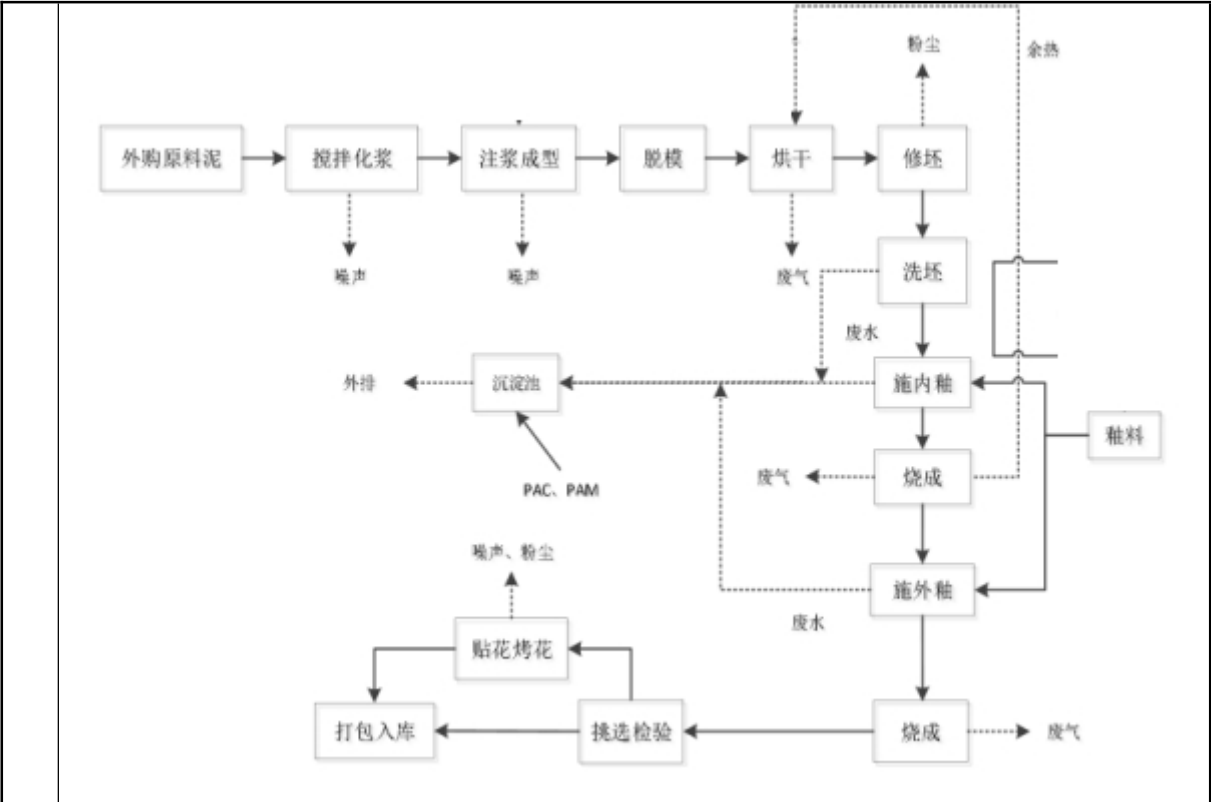 粉尘
余热
外购原料泥
搅拌化浆
注浆成型
脱模
烘干
修坯
噪声
噪声
废气
洗坯
废水
外排
沉淀池
施内釉
釉料
PAC、PAM
废气
烧成
噪声、粉尘
施外釉
废水
贴花烤花
打包入库
挑选检验
烧成
废气